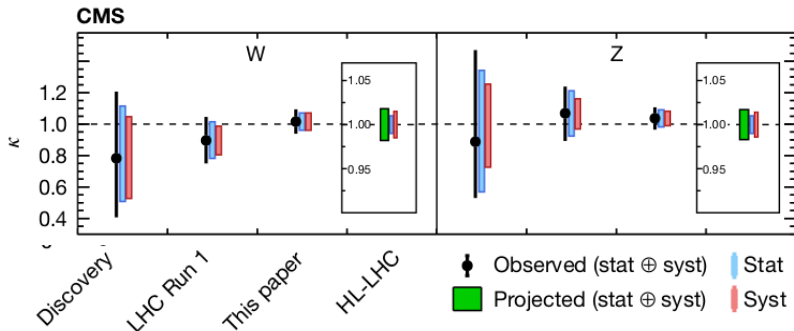 CMS
W
Z
1.05
1.00
0.95
1.05
1.00
0.95
1.2
1.0
0.8
0.6
0.4
κ
Discovery
LHC Run 1
This paper
HL-LHC
Observed (stat ⊕ syst)
Stat
Projected (stat ⊕ syst)
Syst